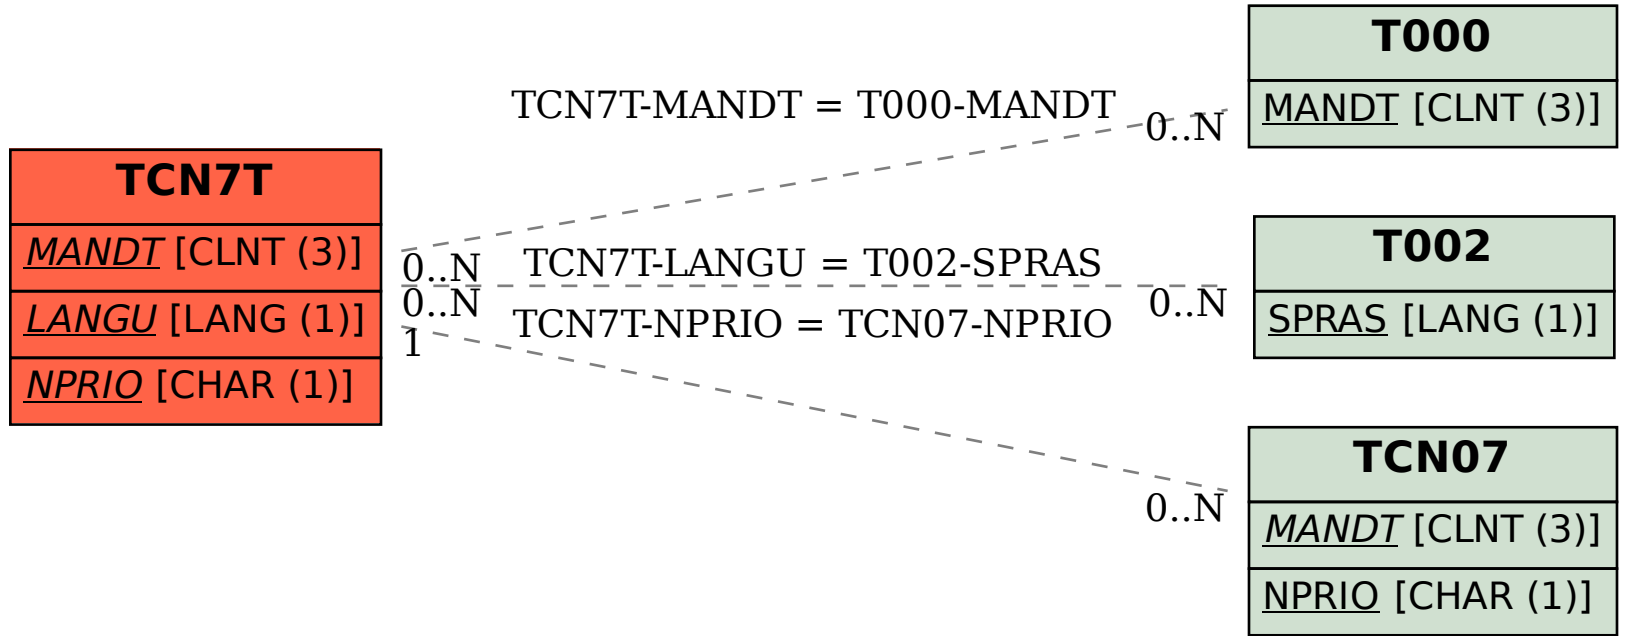 TCN7T
MANDT [CLNT (3)]
LANGU [LANG (1)]
NPRIO [CHAR (1)]
TCN7T-MANDT = T000-MANDT
0..N
0..N
TCN7T-LANGU = T002-SPRAS
0..N
0..N
TCN7T-NPRIO = TCN07-NPRIO
1
0..N
T000
MANDT [CLNT (3)]
T002
SPRAS [LANG (1)]
TCN07
MANDT [CLNT (3)]
NPRIO [CHAR (1)]